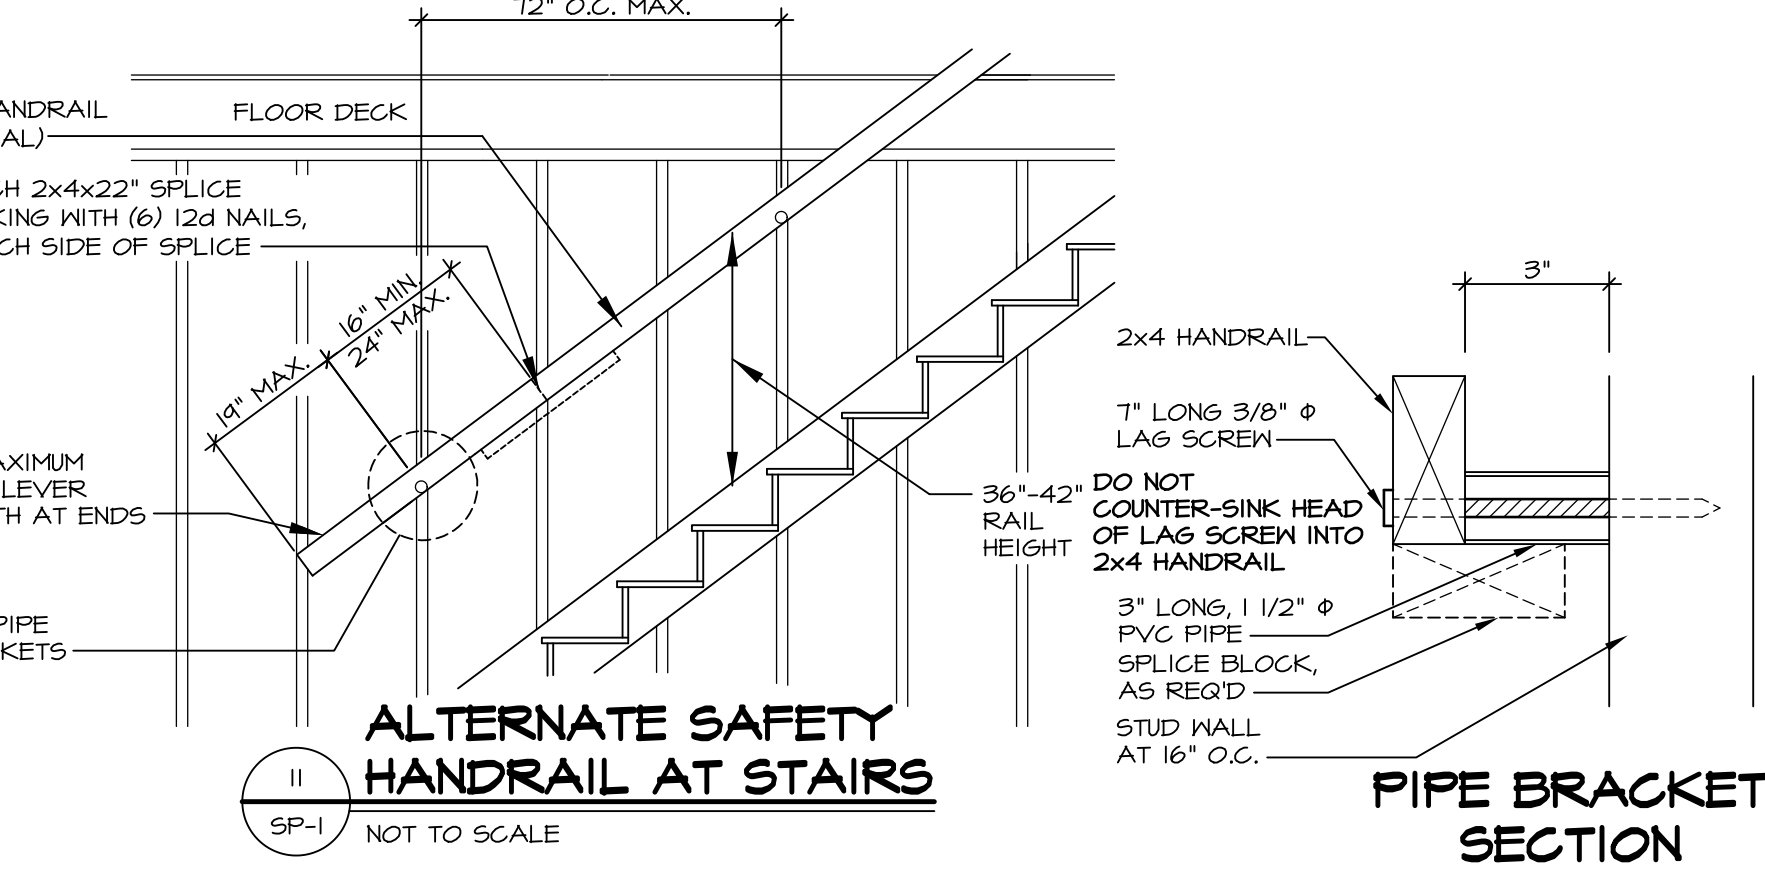 72" O.C. MAX.
ANDRAIL
AL)
FLOOR DECK
CH 2x4x22" SPLICE
KING WITH (6) 12d NAILS,
CH SIDE OF SPLICE
16" MIN.
24" MAX.
19" MAX.
AXIMUM
LEVER
TH AT ENDS
PIPE
KETS
36"-42"
RAIL
HEIGHT
ALTERNATE SAFETY
HANDRAIL AT STAIRS
11
SP-1
NOT TO SCALE
3"
2x4 HANDRAIL
7" LONG 3/8" Φ
LAG SCREW
DO NOT
COUNTER-SINK HEAD
OF LAG SCREW INTO
2x4 HANDRAIL
3" LONG, 1 1/2" Φ
PVC PIPE
SPLICE BLOCK,
AS REQ'D
STUD WALL
AT 16" O.C.
PIPE BRACKET
SECTION